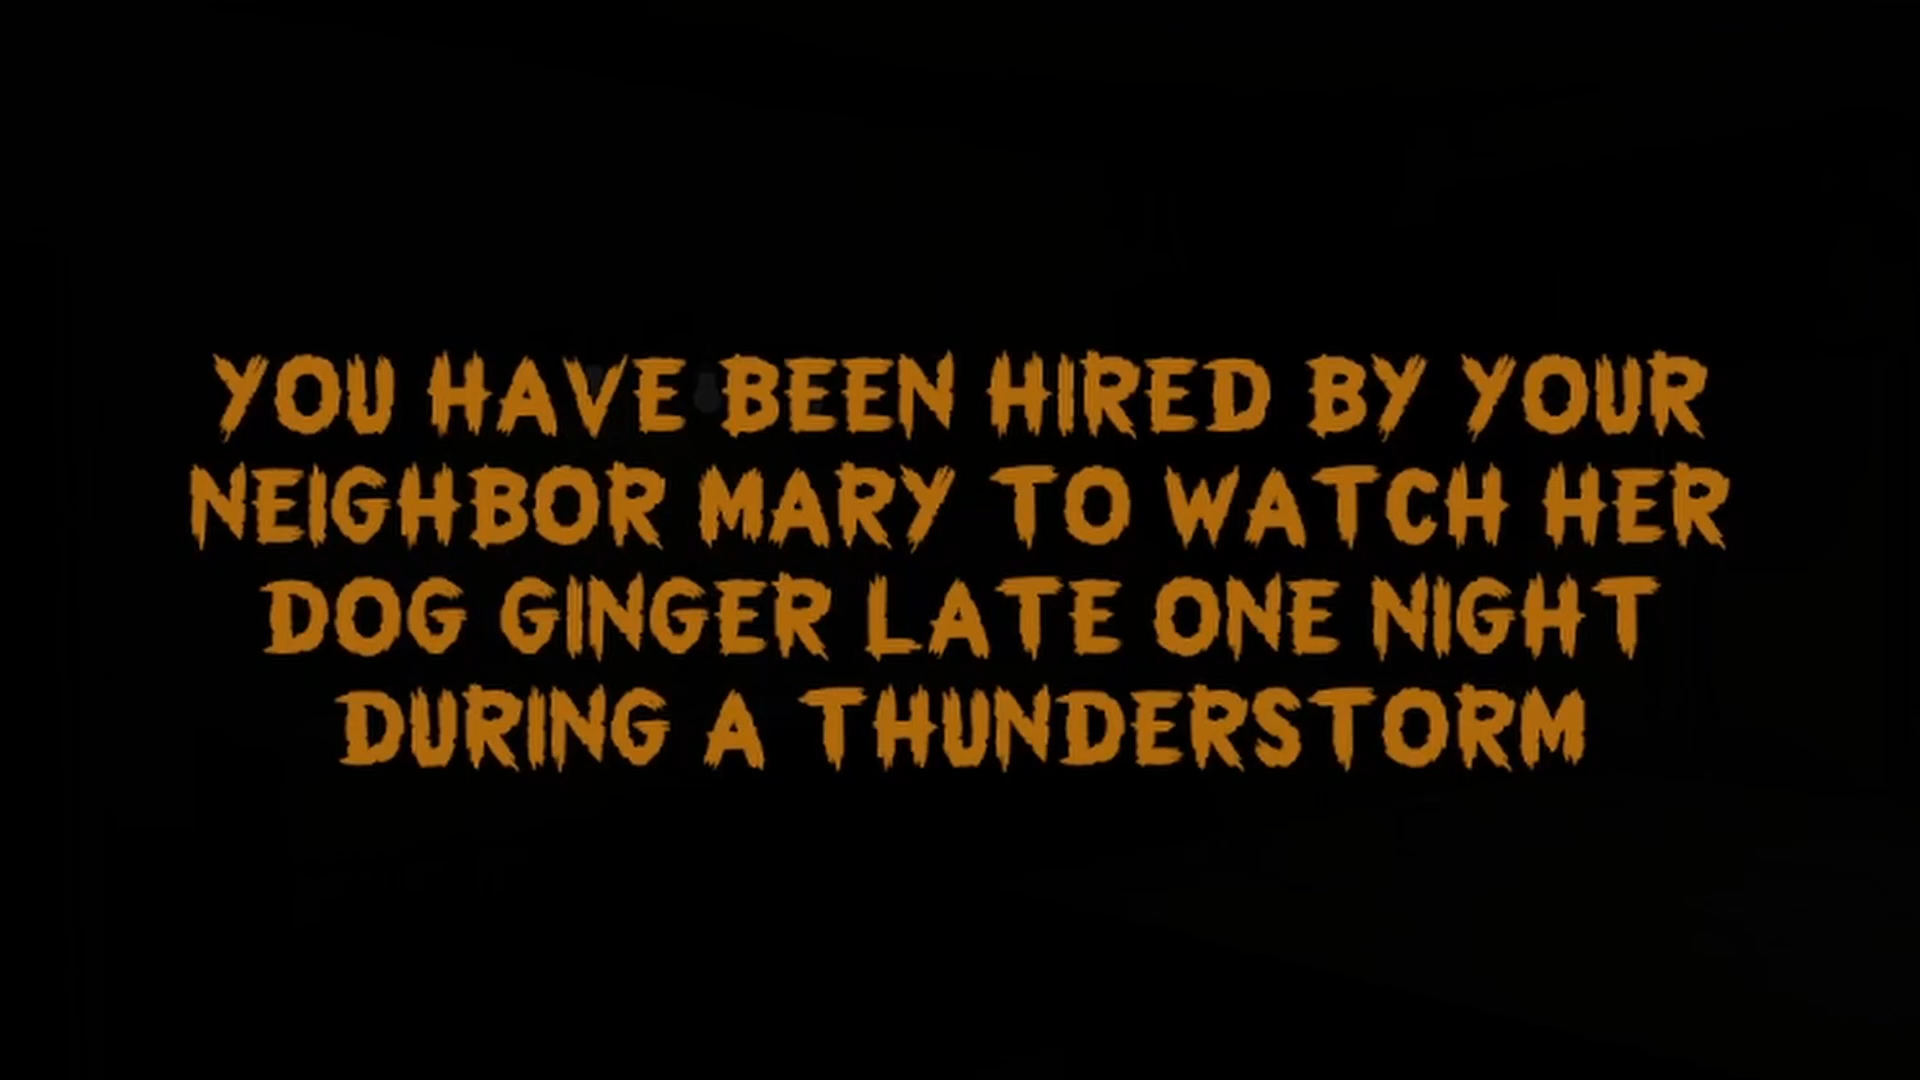 YOU HAVE BEEN HIRED BY YOUR
NEIGHBOR MARY TO WATCH HER
DOG GINGER LATE ONE NIGHT
DURING A THUNDERSTORM